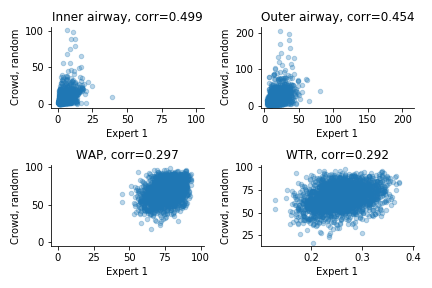 Inner airway, corr=0.499
Crowd, random
100
50
0
0
25
50
75
100
Expert 1
Outer airway, corr=0.454
Crowd, random
200
100
0
0
50
100
150
200
Expert 1
WAP, corr=0.297
Crowd, random
100
50
0
0
25
50
75
100
Expert 1
WTR, corr=0.292
Crowd, random
100
75
50
25
0.2
0.3
0.4
Expert 1